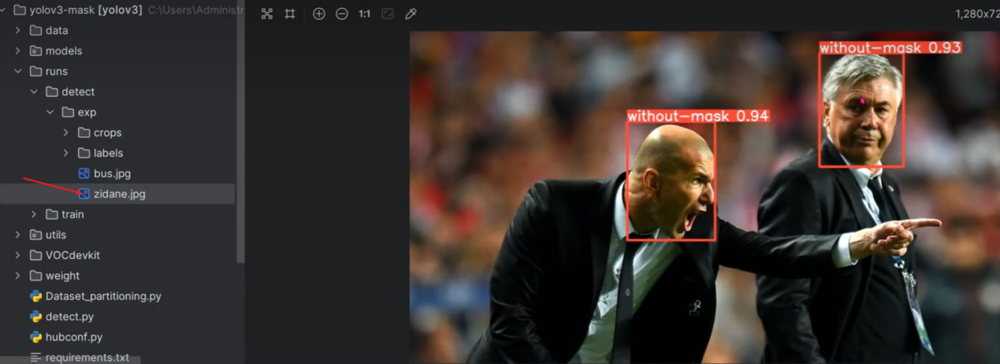 yolov3-mask [yolov3] C:\Users\Administr
data
models
runs
detect
exp
crops
labels
bus.jpg
zidane.jpg
train
utils
VOCdevkit
weight
Dataset_partitioning.py
detect.py
hubconf.py
requirements.txt
1:1
1,280x72
without-mask 0.93
without-mask 0.94